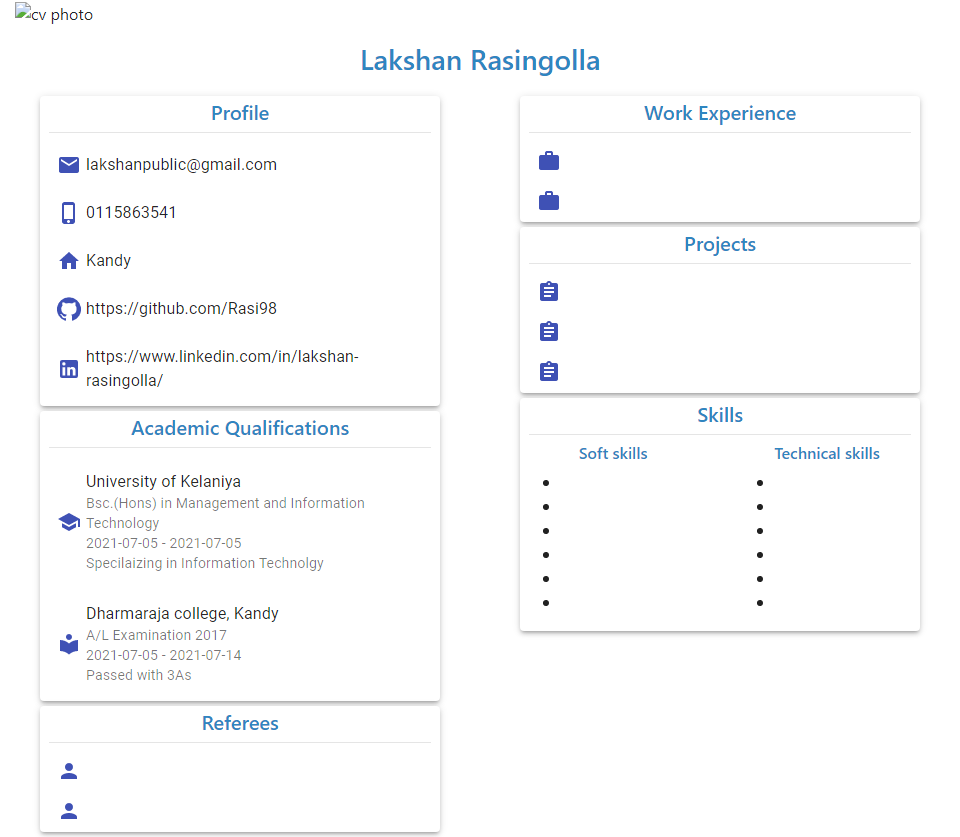 cv photo
Lakshan Rasingolla
Profile
lakshanpublic@gmail.com
0115863541
Kandy
https://github.com/Rasi98
https://www.linkedin.com/in/lakshan-
rasingolla/
Academic Qualifications
University of Kelaniya
Bsc.(Hons) in Management and Information
Technology
2021-07-05 - 2021-07-05
Specilaizing in Information Technolgy
Dharmaraja college, Kandy
A/L Examination 2017
2021-07-05 - 2021-07-14
Passed with 3As
Referees
Work Experience
Projects
Skills
Soft skills
Technical skills